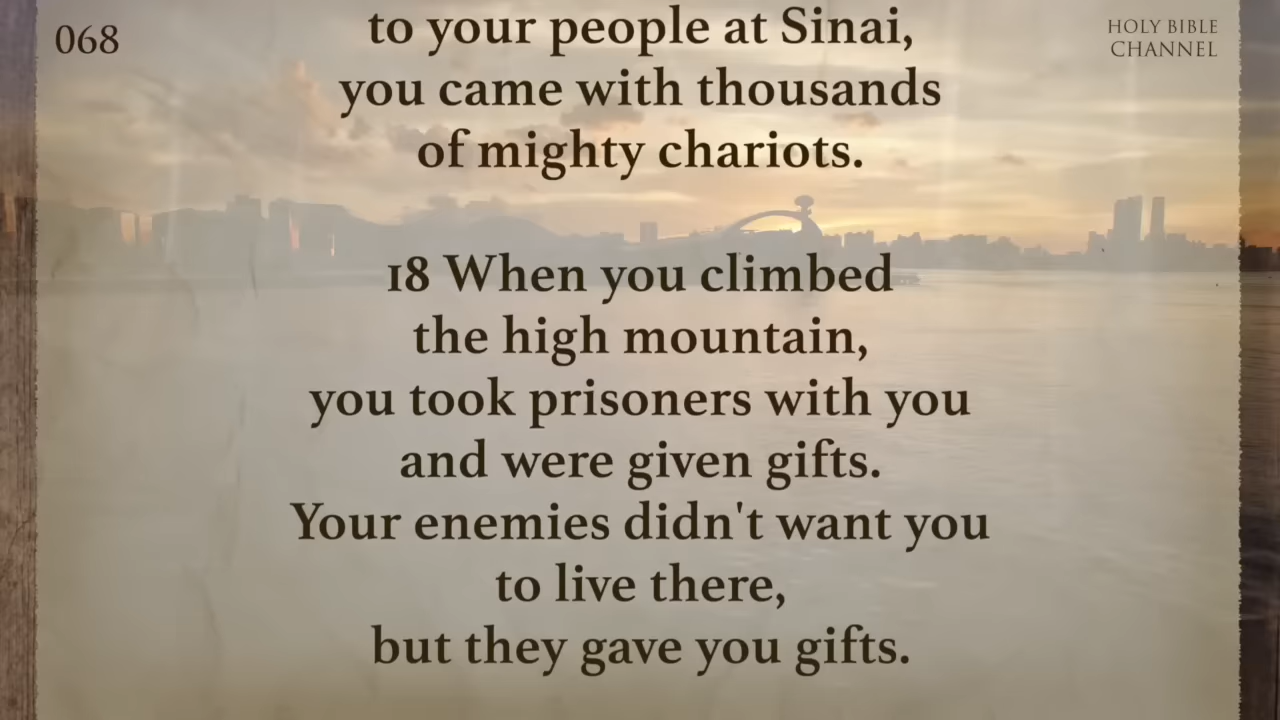 068
HOLY BIBLE
CHANNEL
to your people at Sinai,
you came with thousands
of mighty chariots.
18 When you climbed
the high mountain,
you took prisoners with you
and were given gifts.
Your enemies didn't want you
to live there,
but they gave you gifts.